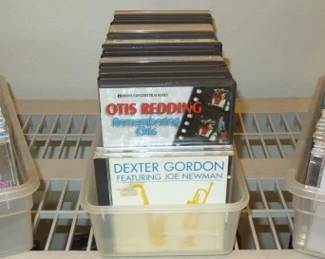 OTIS REDDING
Remembering
Otis
DEXTER GORDON
FEATURING JOE NEWMAN